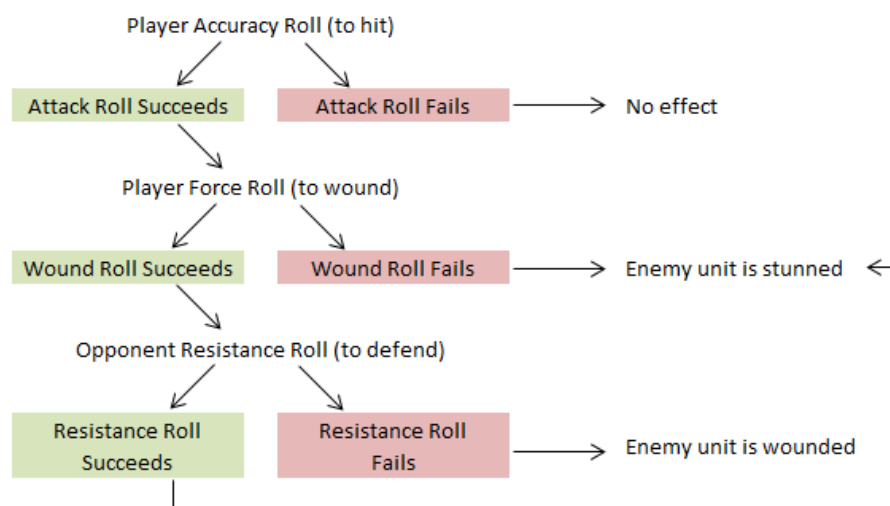 Player Accuracy Roll (to hit)
Attack Roll Succeeds
Attack Roll Fails
No effect
Player Force Roll (to wound)
Wound Roll Succeeds
Wound Roll Fails
Enemy unit is stunned
Opponent Resistance Roll (to defend)
Resistance Roll
Succeeds
Resistance Roll
Fails
Enemy unit is wounded